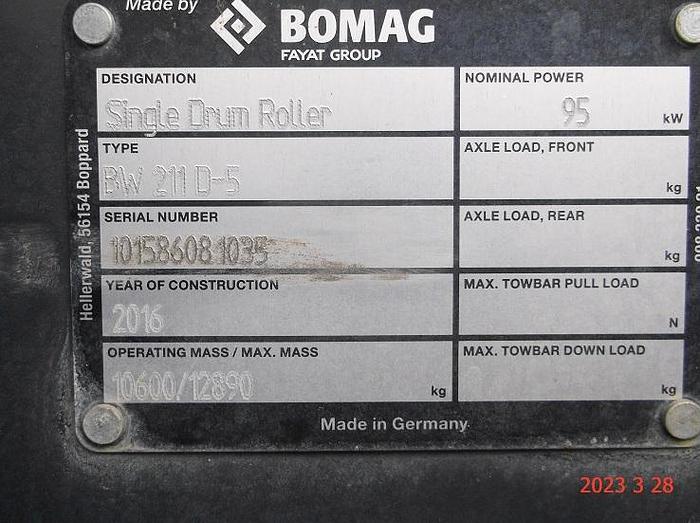 Made by
BOMAG
FAYAT GROUP
DESIGNATION
Single Drum Roller
NOMINAL POWER
95 kW
TYPE
BW 211 D-5
AXLE LOAD, FRONT
kg
SERIAL NUMBER
101586081035
AXLE LOAD, REAR
kg
YEAR OF CONSTRUCTION
2016
MAX. TOWBAR PULL LOAD
N
OPERATING MASS / MAX. MASS
10600/12890 kg
MAX. TOWBAR DOWN LOAD
kg
Made in Germany
Hellerwald, 56154 Boppard
2023 3 28